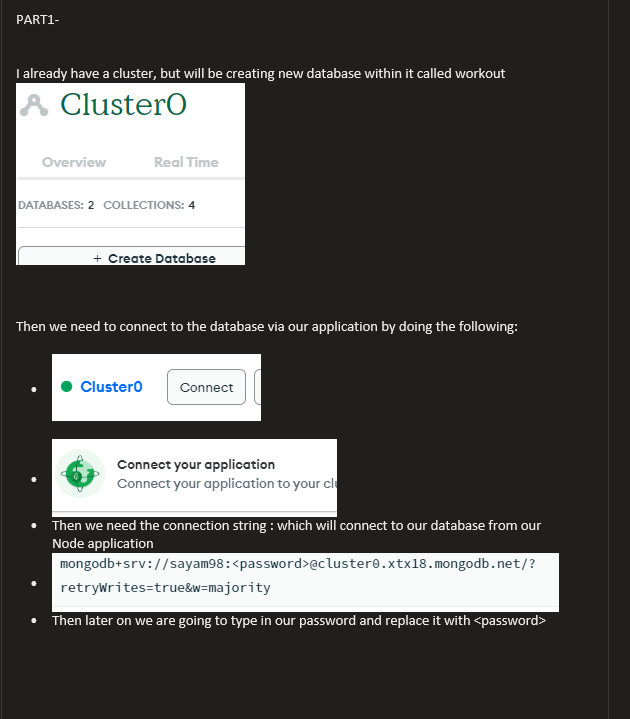 PART1-
I already have a cluster, but will be creating new database within it called workout
Cluster0
Overview Real Time
DATABASES: 2 COLLECTIONS: 4
+ Create Database
Then we need to connect to the database via our application by doing the following:
Cluster0 Connect
Connect your application
Connect your application to your cl
Then we need the connection string : which will connect to our database from our
Node application
mongodb+srv://sayam98:<password>@cluster0.xtx18.mongodb.net/?
retryWrites=true&w=majority
Then later on we are going to type in our password and replace it with <password>